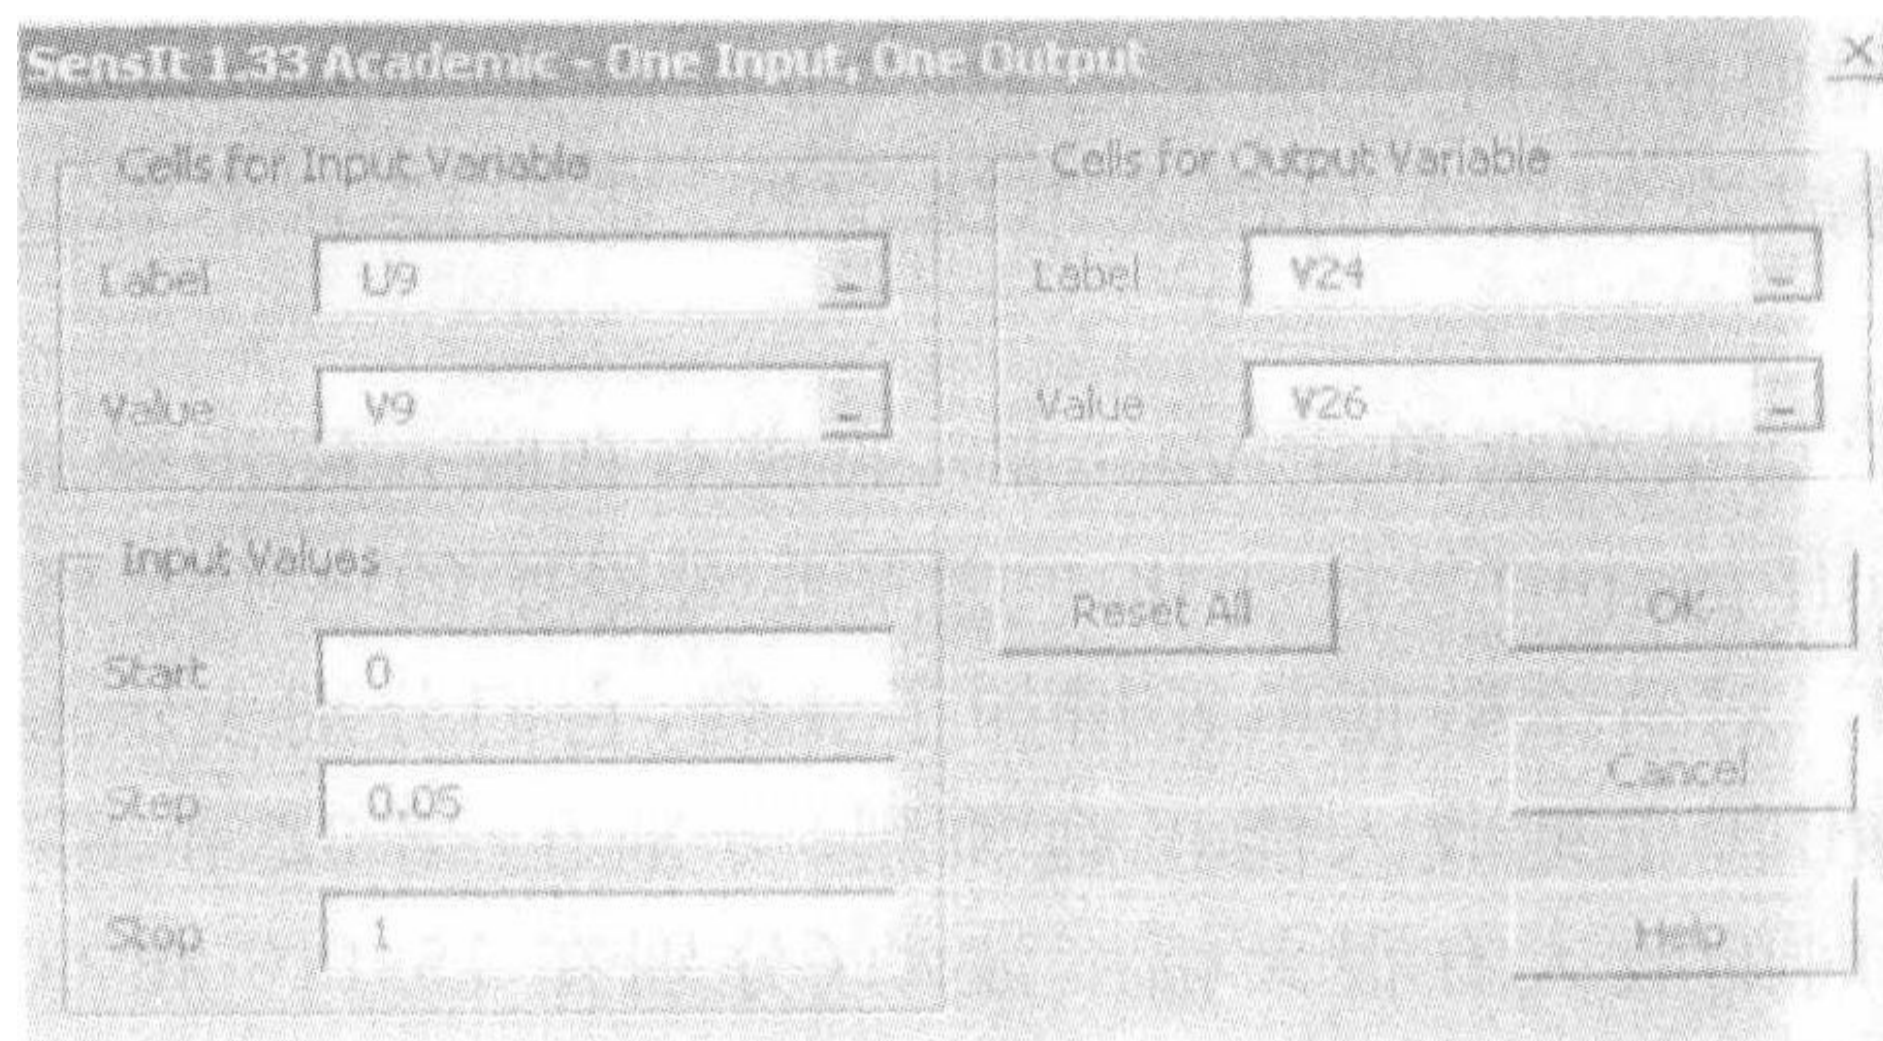 SensIt 1.33 Academic - One Input, One Output
Cells for Input Variable
Label U9
Value V9
Cells for Output Variable
Label V24
Value V26
Input Values
Start 0
Step 0.05
Stop 1
Reset All
OK
Cancel
Help